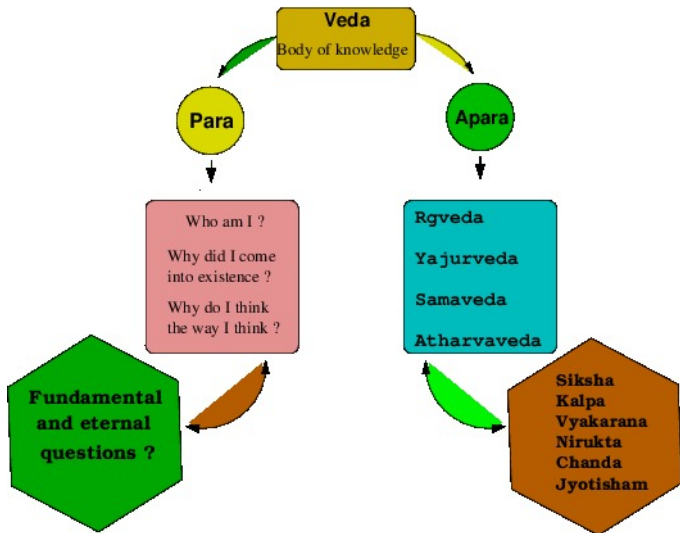 Veda
Body of knowledge
Para
Apara
Who am I ?
Why did I come
into existence ?
Why do I think
the way I think ?
Rgveda
Yajurveda
Samaveda
Atharvaveda
Fundamental
and eternal
questions ?
Siksha
Kalpa
Vyakarana
Nirukta
Chanda
Jyotisham